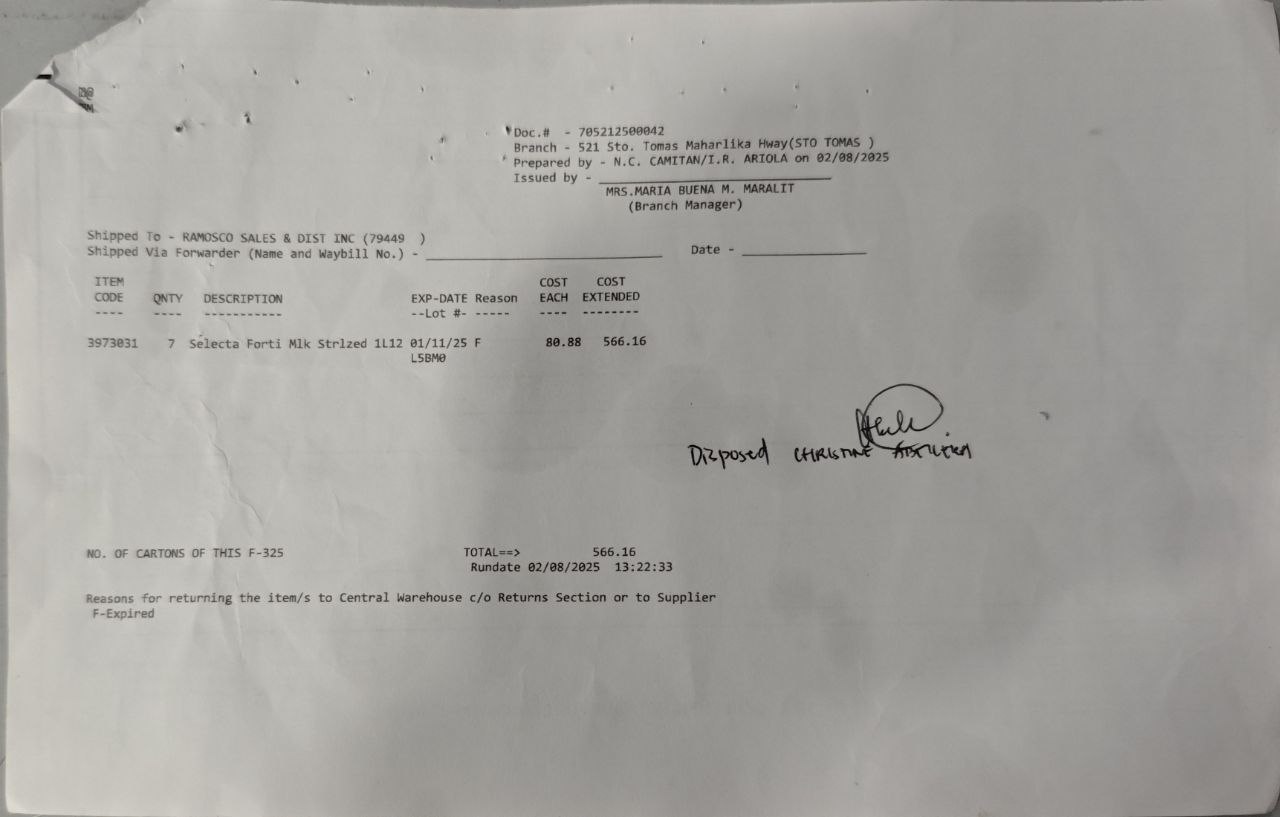 Doc.# - 705212500042
Branch - 521 Sto. Tomas Maharlika Hway(STO TOMAS )
Prepared by - N.C. CAMITAN/I.R. ARIOLA on 02/08/2025
Issued by -
MRS.MARIA BUENA M. MARALIT
(Branch Manager)
Shipped To - RAMOSCO SALES & DIST INC (79449 )
Shipped Via Forwarder (Name and Waybill No.) - Date -
ITEM COST COST
CODE QNTY DESCRIPTION EXP-DATE Reason EACH EXTENDED
---- ---- ----------- --Lot #- ----- ---- --------
3973031 7 Selecta Forti Mlk Strlzed 1L12 01/11/25 F 80.88 566.16
L5BM0
Disposed CHRISTINE
NO. OF CARTONS OF THIS F-325 TOTAL==> 566.16
Rundate 02/08/2025 13:22:33
Reasons for returning the item/s to Central Warehouse c/o Returns Section or to Supplier
F-Expired